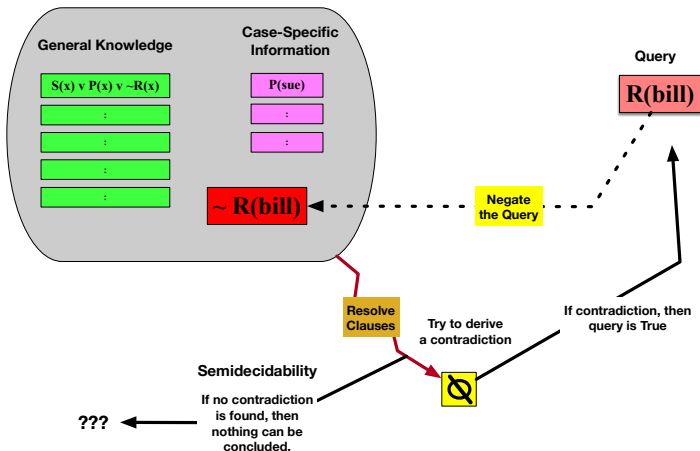 General Knowledge
S(x) v P(x) v ~R(x)
:
:
:
:
Case-Specific
Information
P(sue)
:
:
~ R(bill)
Query
R(bill)
Negate
the Query
Resolve
Clauses
Try to derive
a contradiction
If contradiction, then
query is True
Semidecidability
If no contradiction
is found, then
nothing can be
concluded.
???